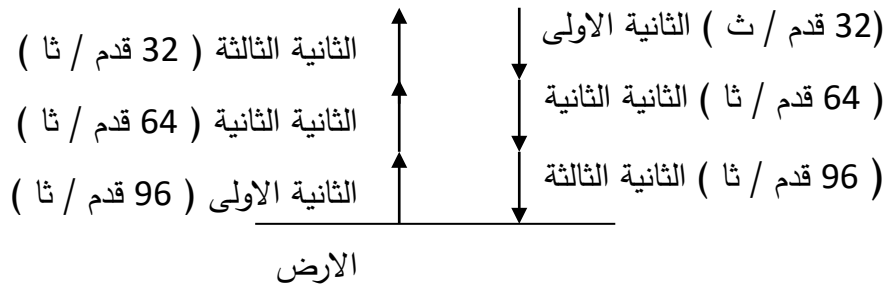 (32 قدم / ث ) الثانية الاولى
الثانية الثالثة ( 32 قدم / ثا )
( 64 قدم / ثا ) الثانية الثانية
الثانية الثانية ( 64 قدم / ثا )
( 96 قدم / ثا ) الثانية الثالثة
الثانية الاولى ( 96 قدم / ثا )
الارض